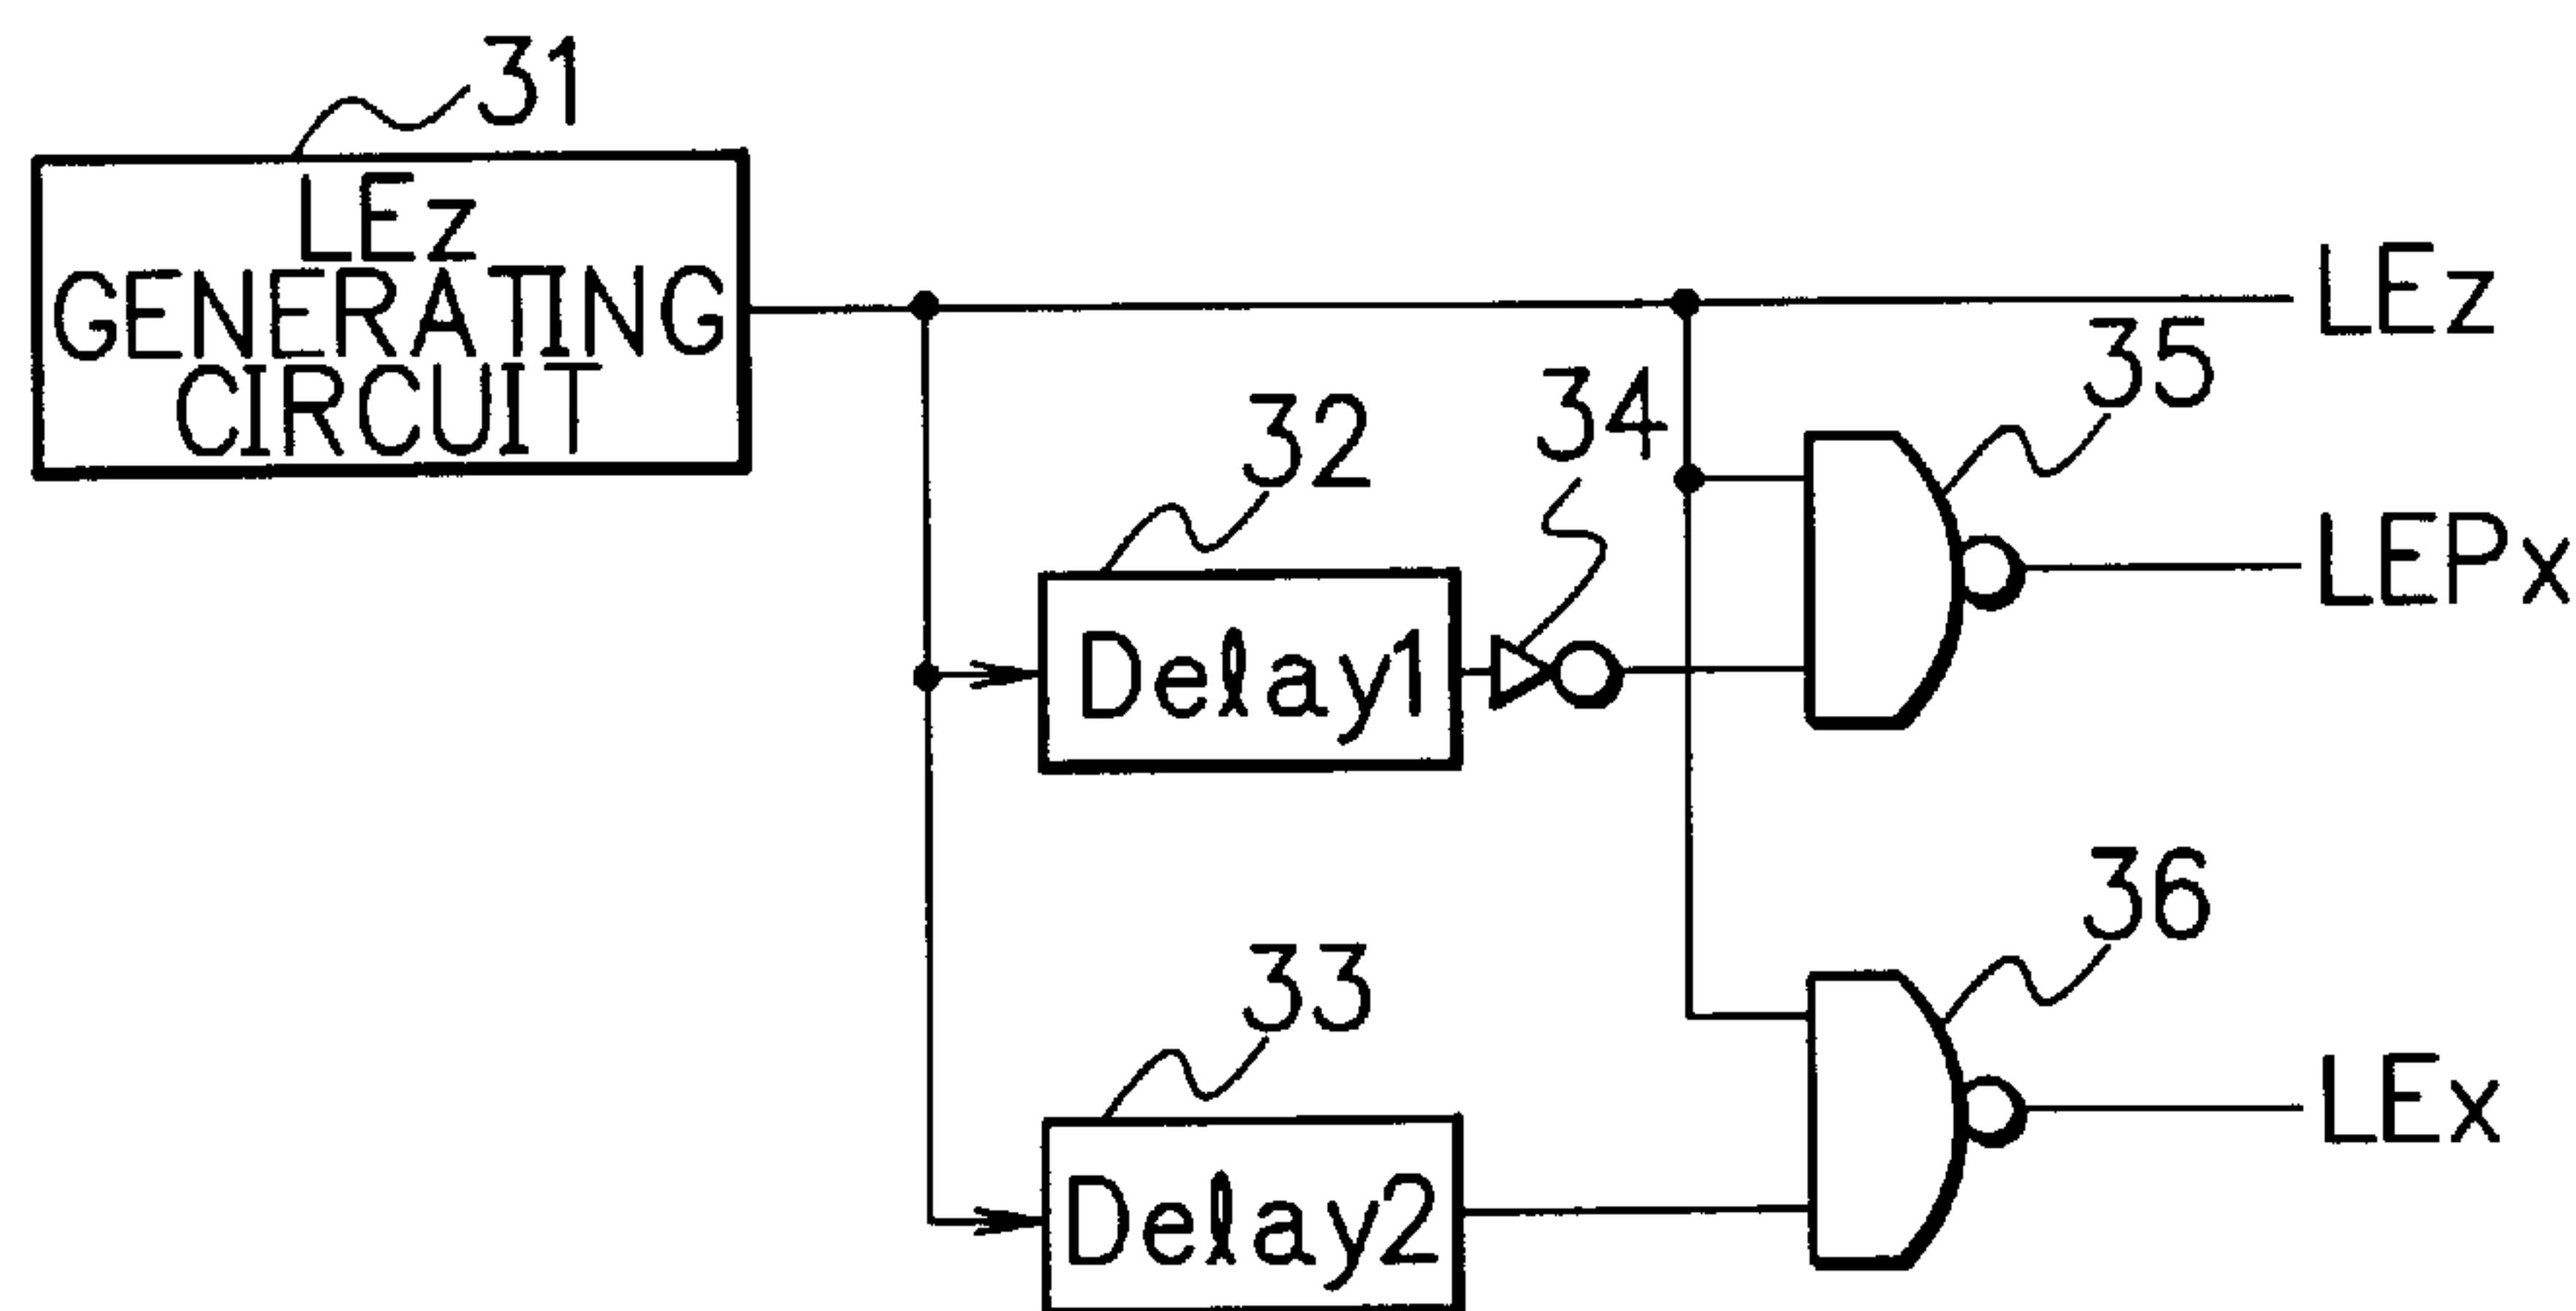 31
LEz
GENERATING
CIRCUIT
LEz
35
34
32
LEPx
Delay1
36
33
LEx
Delay2